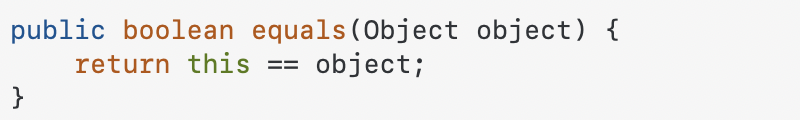 public boolean equals(Object object) {
    return this == object;
}